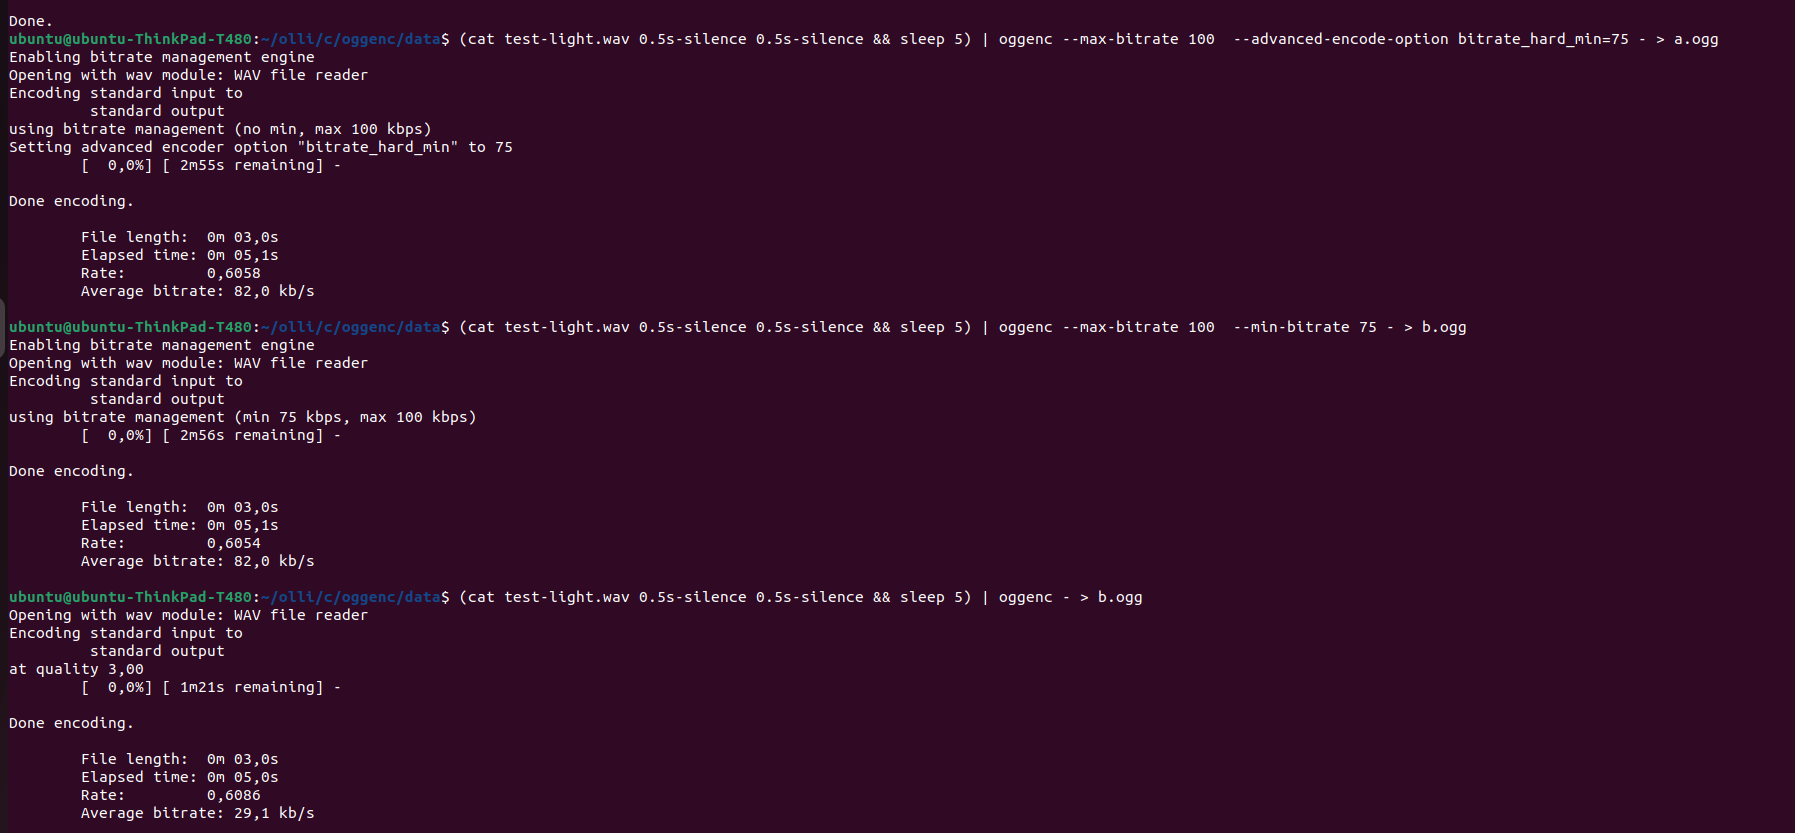 Done.
ubuntu@ubuntu-ThinkPad-T480:~/olli/c/oggenc/data$ (cat test-light.wav 0.5s-silence 0.5s-silence && sleep 5) | oggenc --max-bitrate 100  --advanced-encode-option bitrate_hard_min=75 - > a.ogg
Enabling bitrate management engine
Opening with wav module: WAV file reader
Encoding standard input to
         standard output
using bitrate management (no min, max 100 kbps)
Setting advanced encoder option "bitrate_hard_min" to 75
        [  0,0%] [ 2m55s remaining] -
Done encoding.
        File length:  0m 03,0s
        Elapsed time: 0m 05,1s
        Rate:         0,6058
        Average bitrate: 82,0 kb/s
ubuntu@ubuntu-ThinkPad-T480:~/olli/c/oggenc/data$ (cat test-light.wav 0.5s-silence 0.5s-silence && sleep 5) | oggenc --max-bitrate 100  --min-bitrate 75 - > b.ogg
Enabling bitrate management engine
Opening with wav module: WAV file reader
Encoding standard input to
         standard output
using bitrate management (min 75 kbps, max 100 kbps)
        [  0,0%] [ 2m56s remaining] -
Done encoding.
        File length:  0m 03,0s
        Elapsed time: 0m 05,1s
        Rate:         0,6054
        Average bitrate: 82,0 kb/s
ubuntu@ubuntu-ThinkPad-T480:~/olli/c/oggenc/data$ (cat test-light.wav 0.5s-silence 0.5s-silence && sleep 5) | oggenc - > b.ogg
Opening with wav module: WAV file reader
Encoding standard input to
         standard output
at quality 3,00
        [  0,0%] [ 1m21s remaining] -
Done encoding.
        File length:  0m 03,0s
        Elapsed time: 0m 05,0s
        Rate:         0,6086
        Average bitrate: 29,1 kb/s